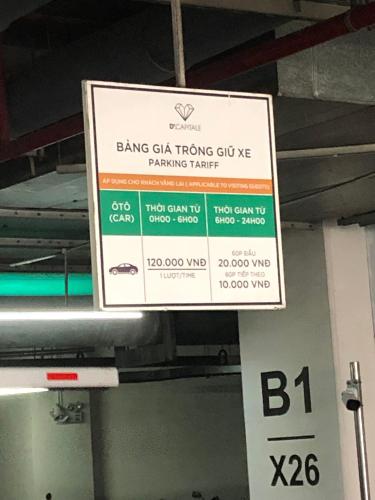 D'.CAPITALE
BẢNG GIÁ TRÔNG GIỮ XE
PARKING TARIFF
ÁP DỤNG CHO KHÁCH VÃNG LAI ( APPLICABLE TO VISITING GUESTS)
ÔTÔ
(CAR)
THỜI GIAN TỪ
0H00 - 6H00
THỜI GIAN TỪ
6H00 - 24H00
120.000 VNĐ
1 LƯỢT/TIME
60P ĐẦU
20.000 VNĐ
60P TIẾP THEO
10.000 VNĐ
B1
X26